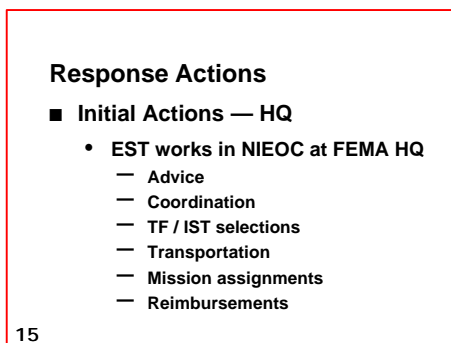 Response Actions
■ Initial Actions — HQ
• EST works in NIEOC at FEMA HQ
— Advice
— Coordination
— TF / IST selections
— Transportation
— Mission assignments
— Reimbursements
15